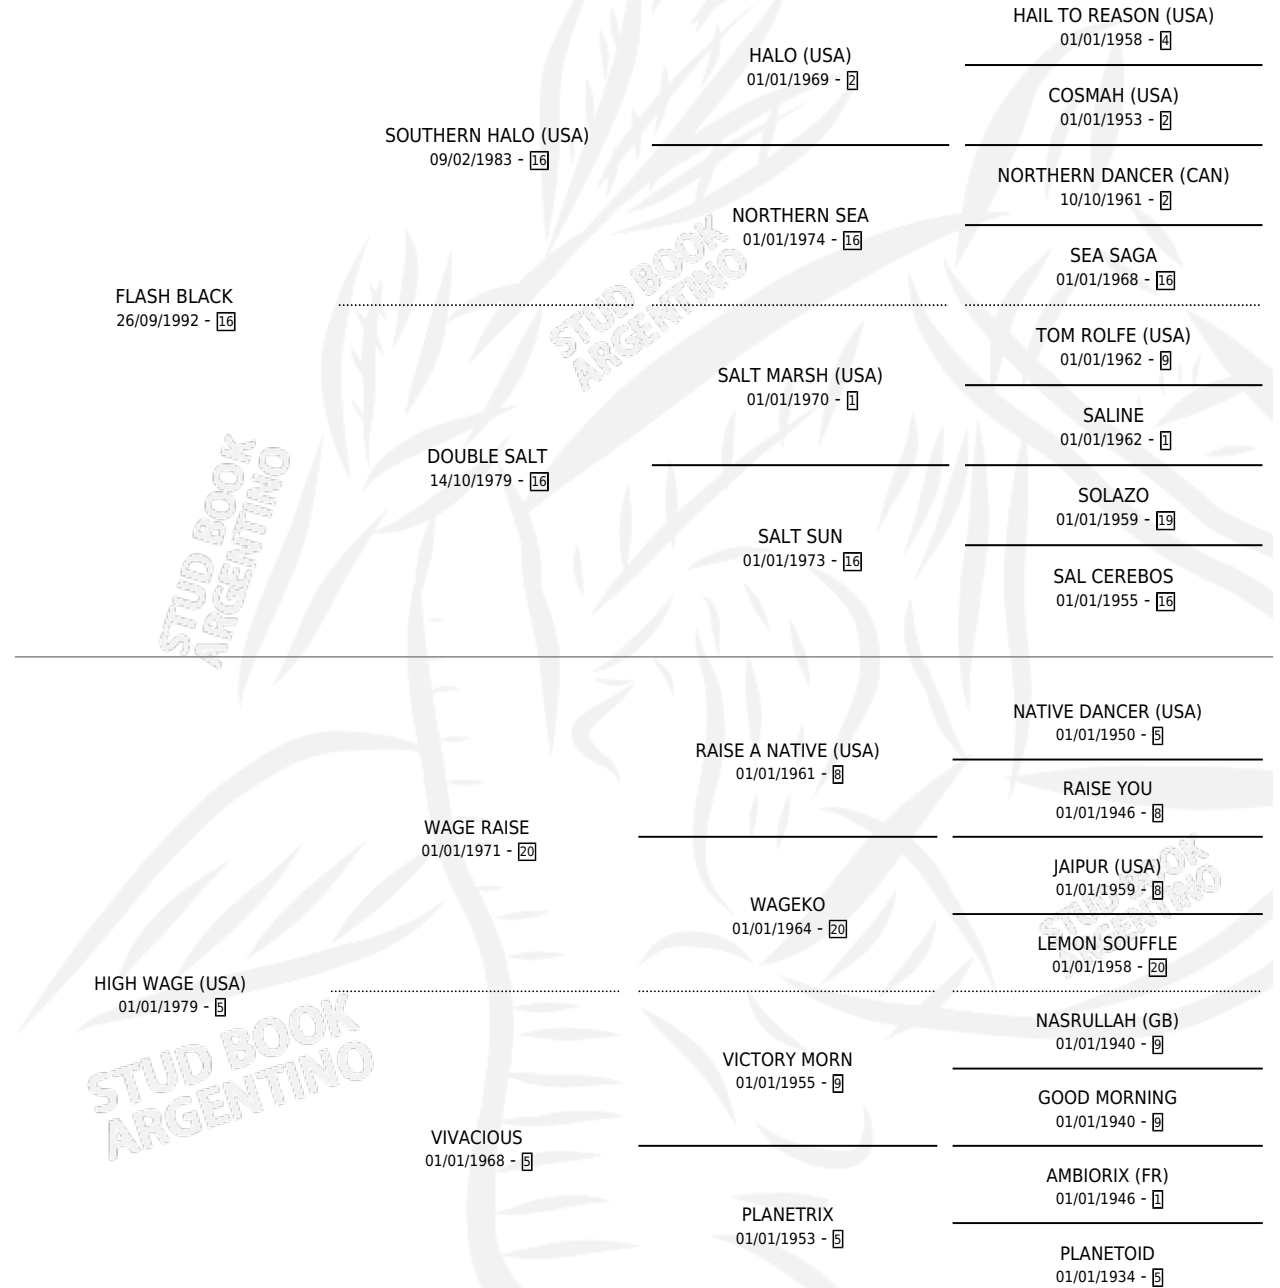 HAIL TO REASON (USA)
01/01/1958 - 4
HALO (USA)
01/01/1969 - 2
COSMAH (USA)
01/01/1953 - 2
SOUTHERN HALO (USA)
09/02/1983 - 16
NORTHERN DANCER (CAN)
10/10/1961 - 2
NORTHERN SEA
01/01/1974 - 16
SEA SAGA
01/01/1968 - 16
FLASH BLACK
26/09/1992 - 16
STUD BOOK
ARGENTINO
TOM ROLFE (USA)
01/01/1962 - 9
SALT MARSH (USA)
01/01/1970 - 1
SALINE
01/01/1962 - 1
DOUBLE SALT
14/10/1979 - 16
SOLAZO
01/01/1959 - 19
SALT SUN
01/01/1973 - 16
SAL CEREBOS
01/01/1955 - 16
STUD BOOK
ARGENTINO
NATIVE DANCER (USA)
01/01/1950 - 5
RAISE A NATIVE (USA)
01/01/1961 - 8
RAISE YOU
01/01/1946 - 8
WAGE RAISE
01/01/1971 - 20
JAIPUR (USA)
01/01/1959 - 8
WAGEKO
01/01/1964 - 20
LEMON SOUFFLE
01/01/1958 - 20
STUD BOOK
ARGENTINO
HIGH WAGE (USA)
01/01/1979 - 5
NASRULLAH (GB)
01/01/1940 - 9
VICTORY MORN
01/01/1955 - 9
GOOD MORNING
01/01/1940 - 9
STUD BOOK
ARGENTINO
VIVACIOUS
01/01/1968 - 5
AMBIORIX (FR)
01/01/1946 - 1
PLANETRIX
01/01/1953 - 5
PLANETOID
01/01/1934 - 5